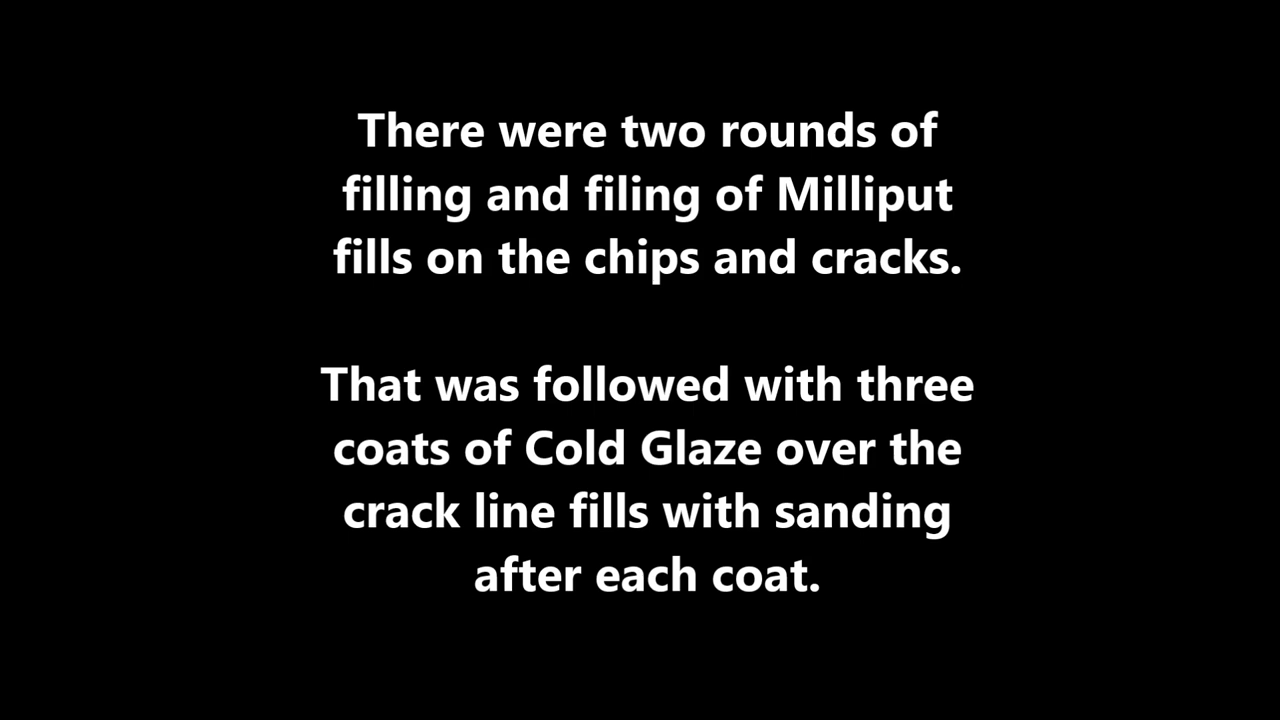 There were two rounds of
filling and filing of Milliput
fills on the chips and cracks.
That was followed with three
coats of Cold Glaze over the
crack line fills with sanding
after each coat.